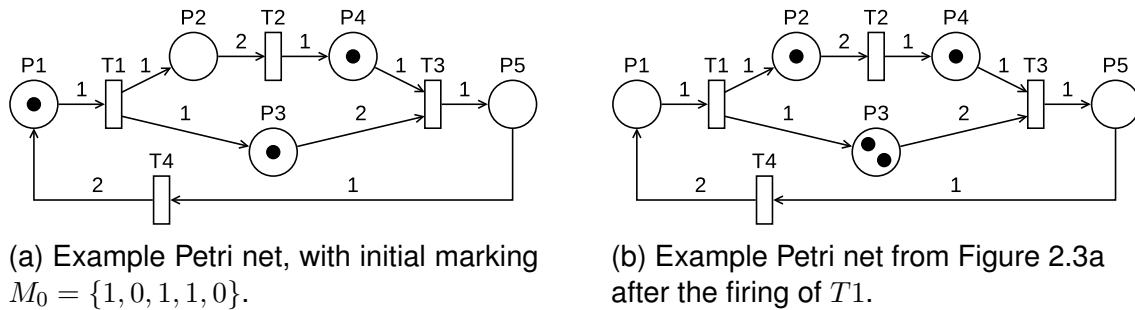 P2 T2 P4
2 1
P1 T1 1 1 T3 P5
1 1
1 P3 2
T4
2 1
(a) Example Petri net, with initial marking
M₀ = {1, 0, 1, 1, 0}.
P2 T2 P4
2 1
P1 T1 1 1 T3 P5
1 1
1 P3 2
T4
2 1
(b) Example Petri net from Figure 2.3a
after the firing of T1.